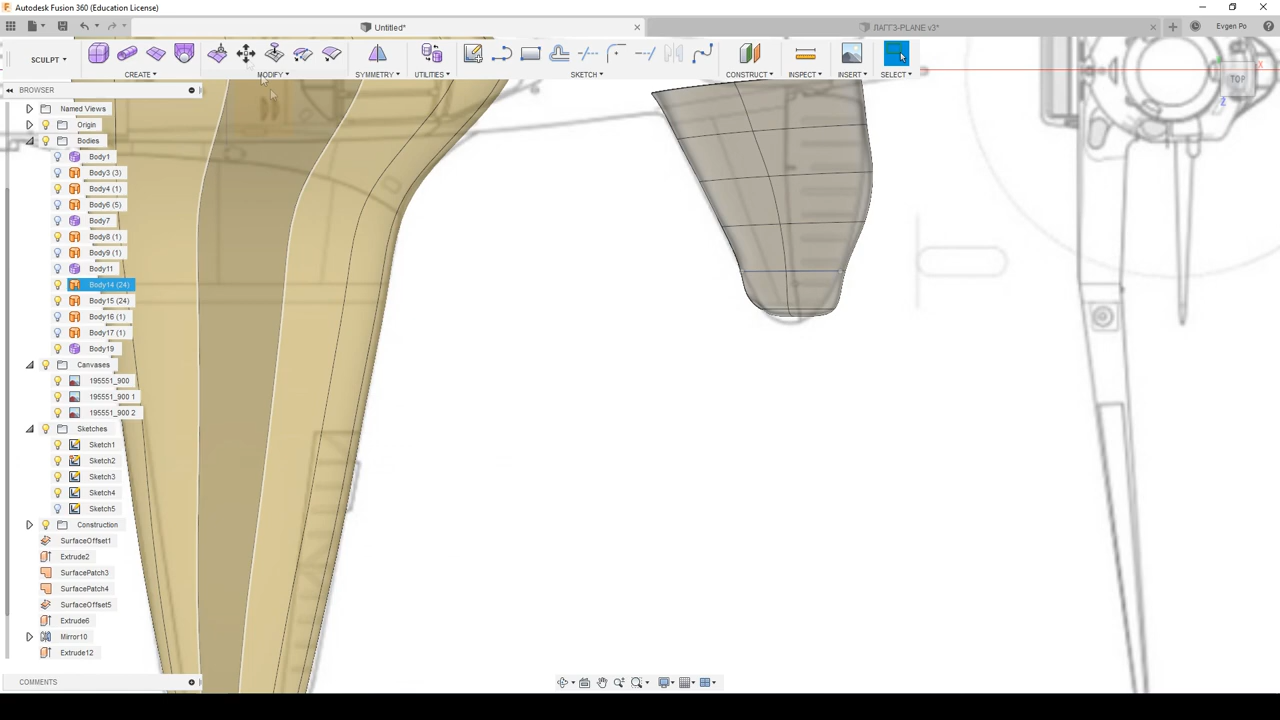 Autodesk Fusion 360 (Education License)
Untitled*
ЛАГГЗ-PLANE v3*
Evgen Po
SCULPT
CREATE
MODIFY
SYMMETRY
UTILITIES
SKETCH
CONSTRUCT
INSPECT
INSERT
SELECT
BROWSER
TOP
X
Z
Named Views
Origin
Bodies
Body1
Body3 (3)
Body4 (1)
Body6 (5)
Body7
Body8 (1)
Body9 (1)
Body11
Body14 (24)
Body15 (24)
Body16 (1)
Body17 (1)
Body19
Canvases
195551_900
195551_900 1
195551_900 2
Sketches
Sketch1
Sketch2
Sketch3
Sketch4
Sketch5
Construction
SurfaceOffset1
Extrude2
SurfacePatch3
SurfacePatch4
SurfaceOffset5
Extrude6
Mirror10
Extrude12
COMMENTS